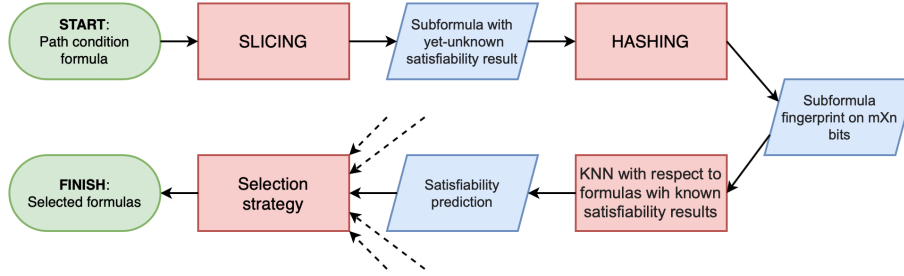 START:
Path condition
formula
SLICING
Subformula with
yet-unknown
satisfiability result
HASHING
Subformula
fingerprint on mXn
bits
KNN with respect to
formulas wih known
satisfiability results
Satisfiability
prediction
Selection
strategy
FINISH:
Selected formulas